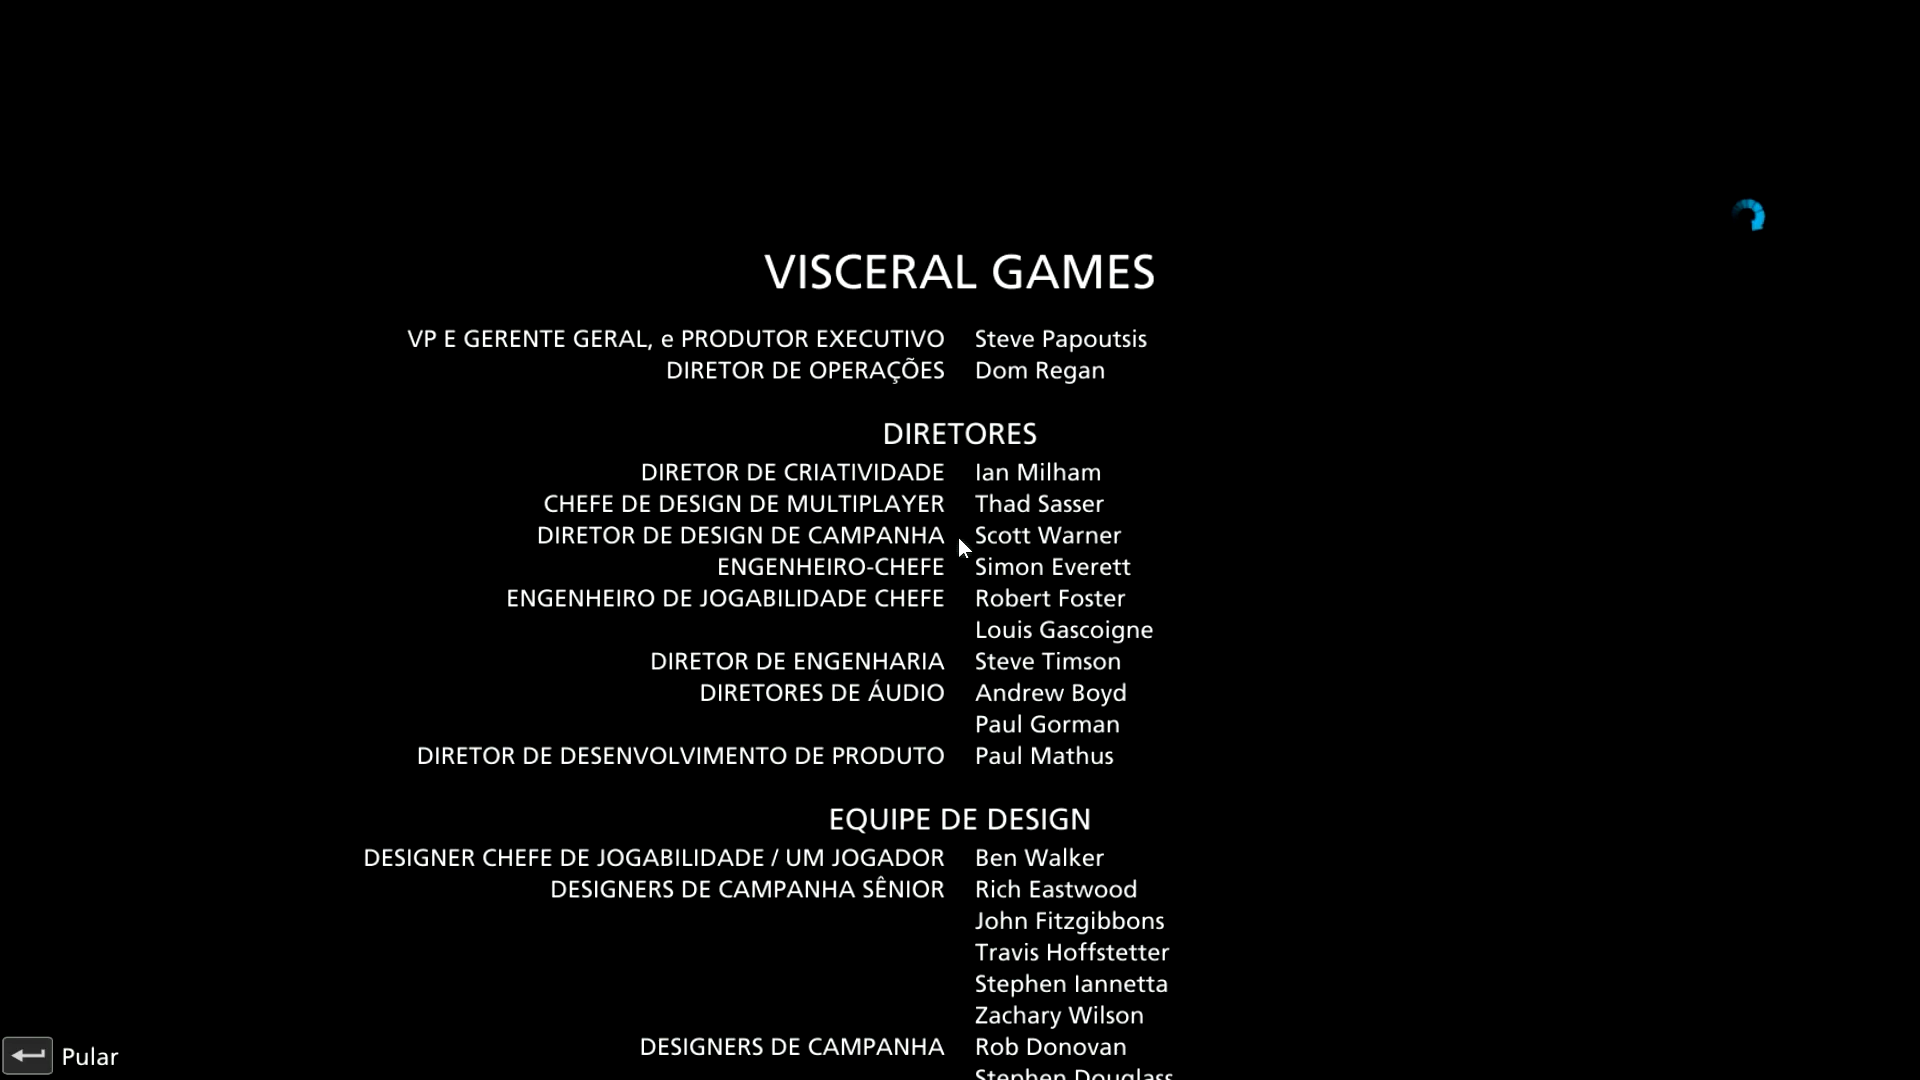 VISCERAL GAMES
VP E GERENTE GERAL, e PRODUTOR EXECUTIVO Steve Papoutsis
DIRETOR DE OPERAÇÕES Dom Regan
DIRETORES
DIRETOR DE CRIATIVIDADE Ian Milham
CHEFE DE DESIGN DE MULTIPLAYER Thad Sasser
DIRETOR DE DESIGN DE CAMPANHA Scott Warner
ENGENHEIRO-CHEFE Simon Everett
ENGENHEIRO DE JOGABILIDADE CHEFE Robert Foster
Louis Gascoigne
DIRETOR DE ENGENHARIA Steve Timson
DIRETORES DE ÁUDIO Andrew Boyd
Paul Gorman
DIRETOR DE DESENVOLVIMENTO DE PRODUTO Paul Mathus
EQUIPE DE DESIGN
DESIGNER CHEFE DE JOGABILIDADE / UM JOGADOR Ben Walker
DESIGNERS DE CAMPANHA SÊNIOR Rich Eastwood
John Fitzgibbons
Travis Hoffstetter
Stephen Iannetta
Zachary Wilson
DESIGNERS DE CAMPANHA Rob Donovan
Stephen Douglass
Pular